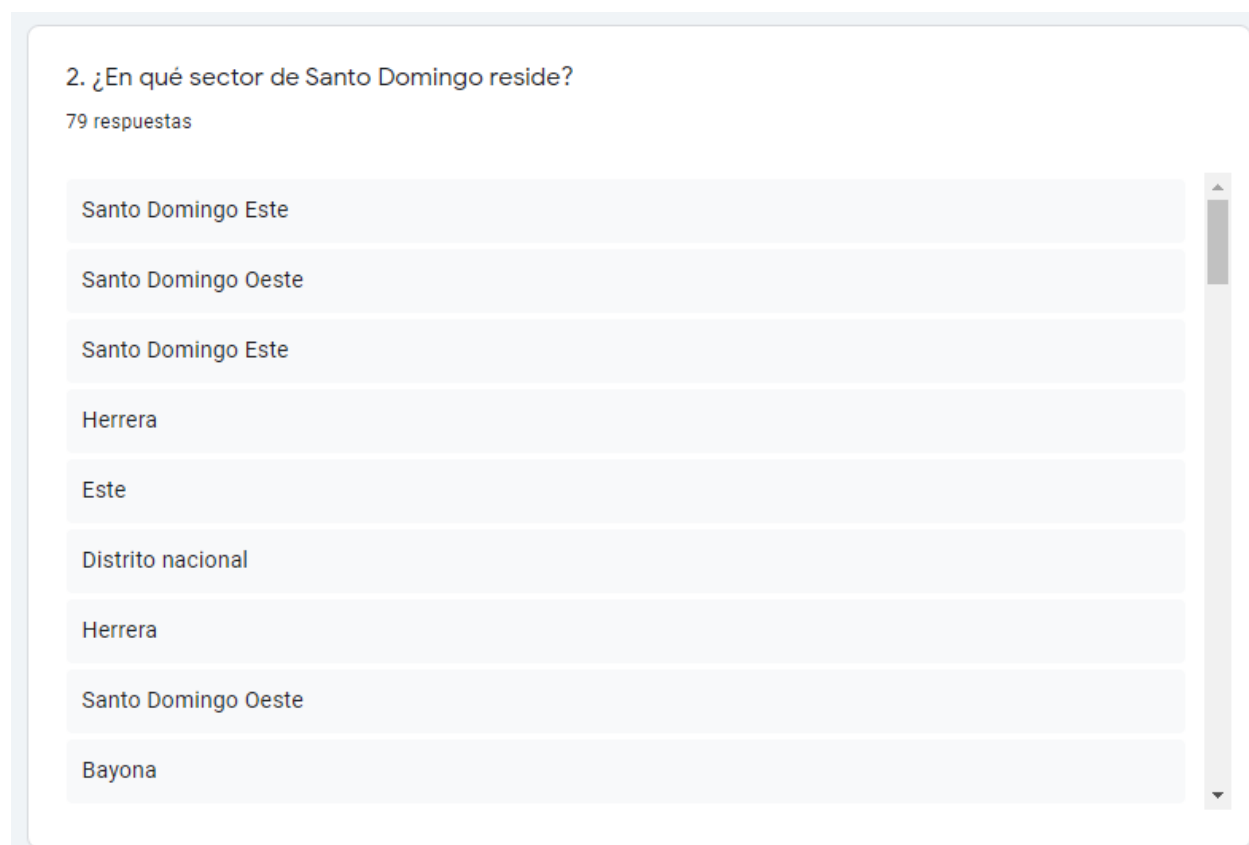 2. ¿En qué sector de Santo Domingo reside?
79 respuestas
Santo Domingo Este
Santo Domingo Oeste
Santo Domingo Este
Herrera
Este
Distrito nacional
Herrera
Santo Domingo Oeste
Bayona